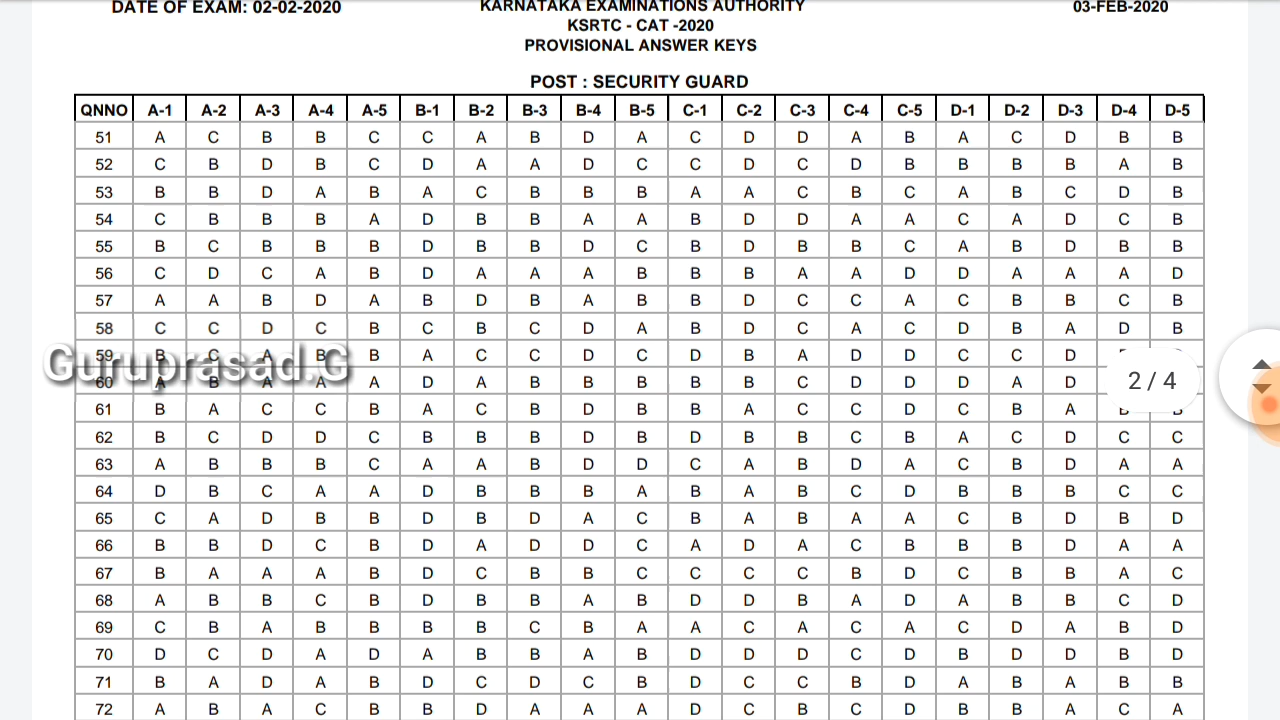 DATE OF EXAM: 02-02-2020 KARNATAKA EXAMINATIONS AUTHORITY 03-FEB-2020
KSRTC - CAT -2020
PROVISIONAL ANSWER KEYS
POST : SECURITY GUARD
QNNO A-1 A-2 A-3 A-4 A-5 B-1 B-2 B-3 B-4 B-5 C-1 C-2 C-3 C-4 C-5 D-1 D-2 D-3 D-4 D-5
51 A C B B C C A B D A C D D A B A C D B B
52 C B D B C D A A D C C D C D B B B B A B
53 B B D A B A C B B B A A C B C A B C D B
54 C B B B A D B B A A B D D A A C A D C B
55 B C B B B D B B D C B D B B C A B D B B
56 C D C A B D A A A B B B A A D D A A A D
57 A A B D A B D B A B B D C C A C B B C B
58 C C D C B C B C D A B D C A C D B A D B
59 B C A B B A C C D C D B A D D C C D
Guruprasad.G
60 A B A A A D A B B B B B C D D D A D
2 / 4
61 B A C C B A C B D B B A C C D C B A B B
62 B C D D C B B B D B D B B C B A C D C C
63 A B B B C A A B D D C A B D A C B D A A
64 D B C A A D B B B A B A B C D B B B C C
65 C A D B B D B D A C B A B A A C B D B D
66 B B D C B D A D D C A D A C B B B D A A
67 B A A A B D C B B C C C C B D C B B A C
68 A B B C B D B B A B D D B A D A B B C D
69 C B A B B B B C B A A C A C A C D A B D
70 D C D A D A B B A B D D D C D B D D B D
71 B A D A B D C D C B D C C B D A B A B B
72 A B A C B B D A A A D C B C D B B A C A